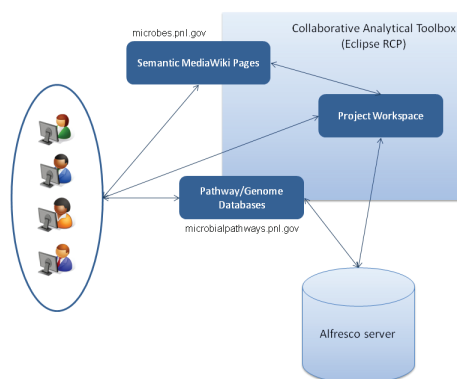 microbes.pnl.gov
Collaborative Analytical Toolbox
(Eclipse RCP)
Semantic MediaWiki Pages
Project Workspace
Pathway/Genome
Databases
microbialpathways.pnl.gov
Alfresco server